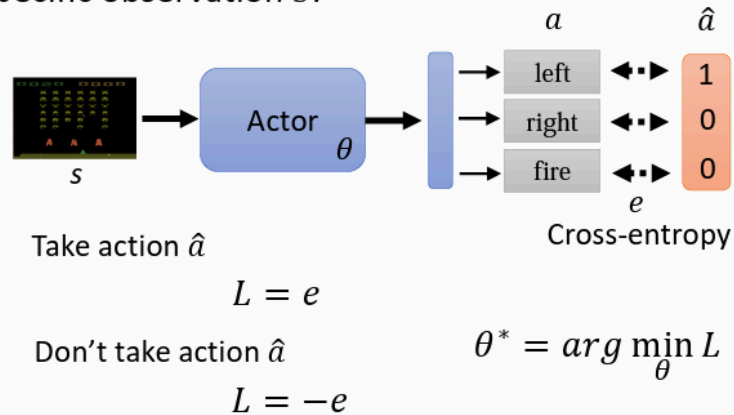 a â
left 1
Actor right 0
θ
fire 0
s e
Cross-entropy
Take action â
L = e
Don't take action â θ* = arg min L
θ
L = −e